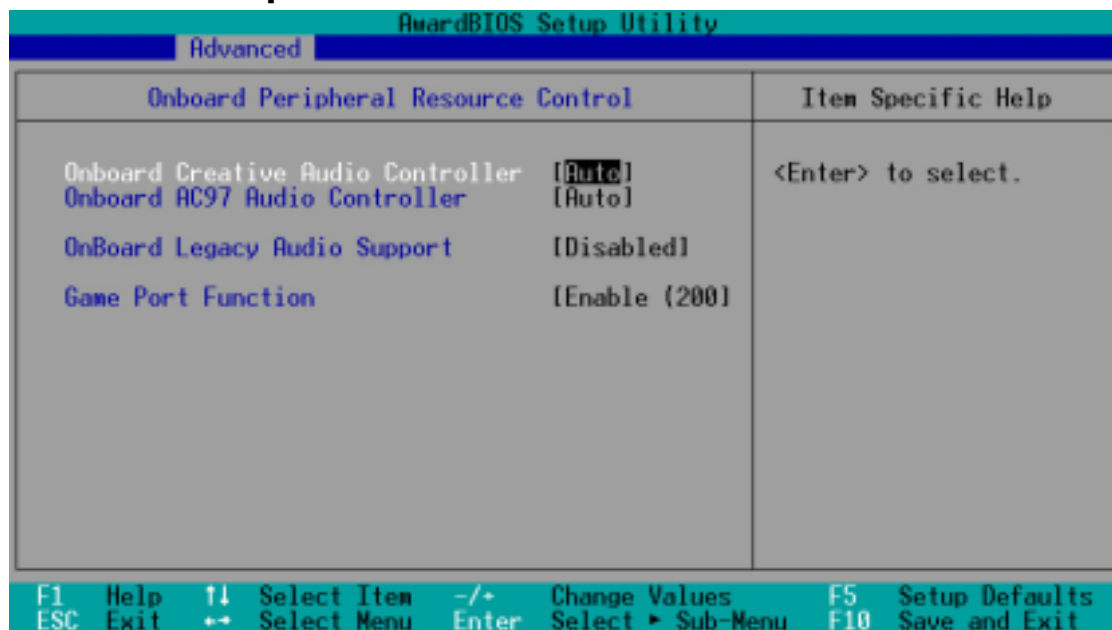 AwardBIOS Setup Utility
Advanced
Onboard Peripheral Resource Control
Item Specific Help
Onboard Creative Audio Controller [Auto]
<Enter> to select.
Onboard AC97 Audio Controller [Auto]
OnBoard Legacy Audio Support [Disabled]
Game Port Function [Enable (200]
F1 Help ↑↓ Select Item -/+ Change Values F5 Setup Defaults
ESC Exit ←→ Select Menu Enter Select ► Sub-Menu F10 Save and Exit